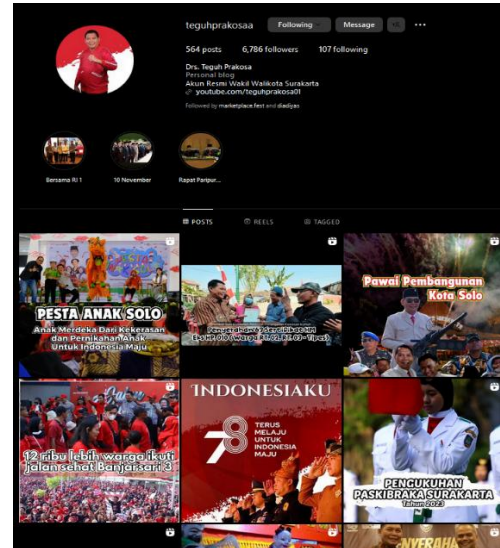 teguhprakosaa Following Message
564 posts 6,786 followers 107 following
Drs. Teguh Prakosa
Personal blog
Akun Resmi Wakil Walikota Surakarta
youtube.com/teguhprakosa01
Followed by marketplace.fest and diadjas
Bersama RI 1 10 November Rapat Paripur...
POSTS REELS TAGGED
PESTA ANAK SOLO
Anak Merdeka Dari Kekerasan
dan Pernikahan Anak
Untuk Indonesia Maju
Penyerahan
Pawai Pembangunan
Kota Solo
12 ribu lebih warga ikuti
jalan sehat Banjarsari 3
INDONESIAKU
78
TERUS
MELAJU
UNTUK
INDONESIA
MAJU
PENGUKUHAN
PASKIBRAKA SURAKARTA
Tahun 2023